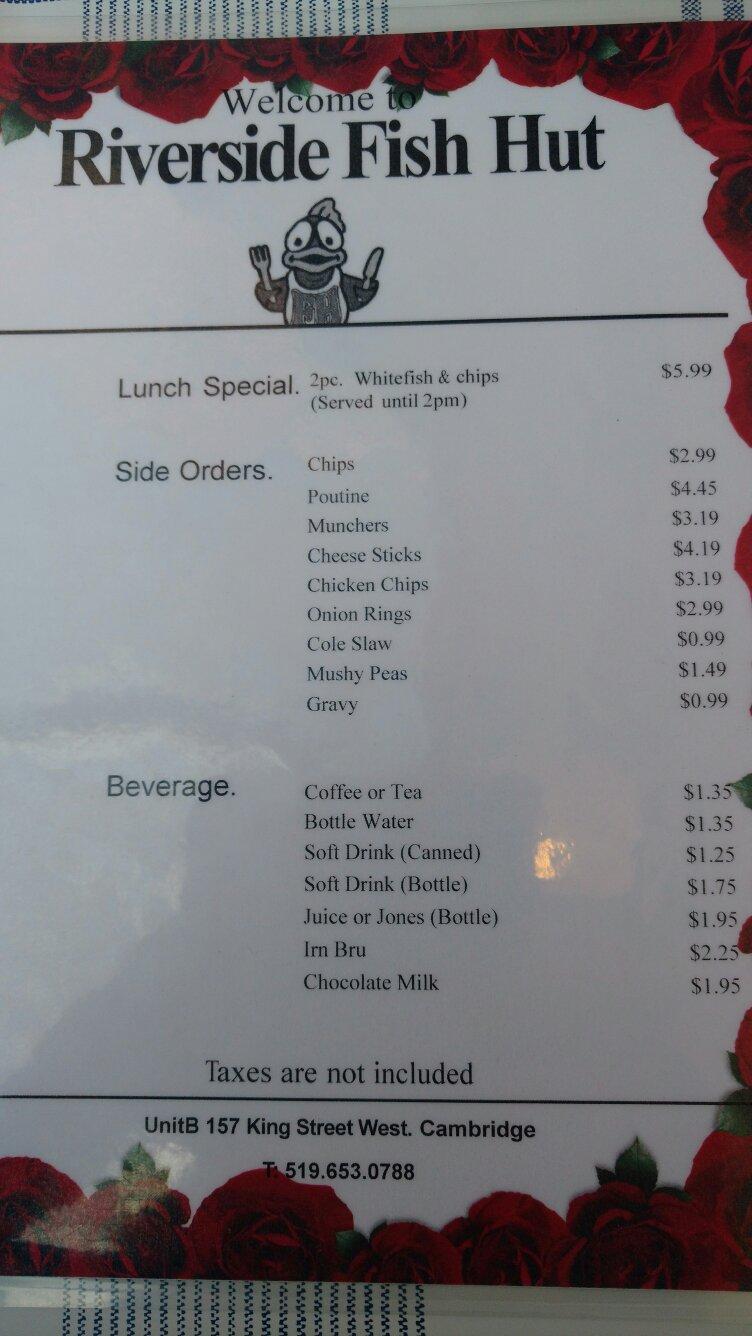 Welcome to
Riverside Fish Hut
FH
Lunch Special. 2pc. Whitefish & chips $5.99
(Served until 2pm)
Side Orders. Chips $2.99
Poutine $4.45
Munchers $3.19
Cheese Sticks $4.19
Chicken Chips $3.19
Onion Rings $2.99
Cole Slaw $0.99
Mushy Peas $1.49
Gravy $0.99
Beverage. Coffee or Tea $1.35
Bottle Water $1.35
Soft Drink (Canned) $1.25
Soft Drink (Bottle) $1.75
Juice or Jones (Bottle) $1.95
Irn Bru $2.25
Chocolate Milk $1.95
Taxes are not included
UnitB 157 King Street West. Cambridge
T: 519.653.0788